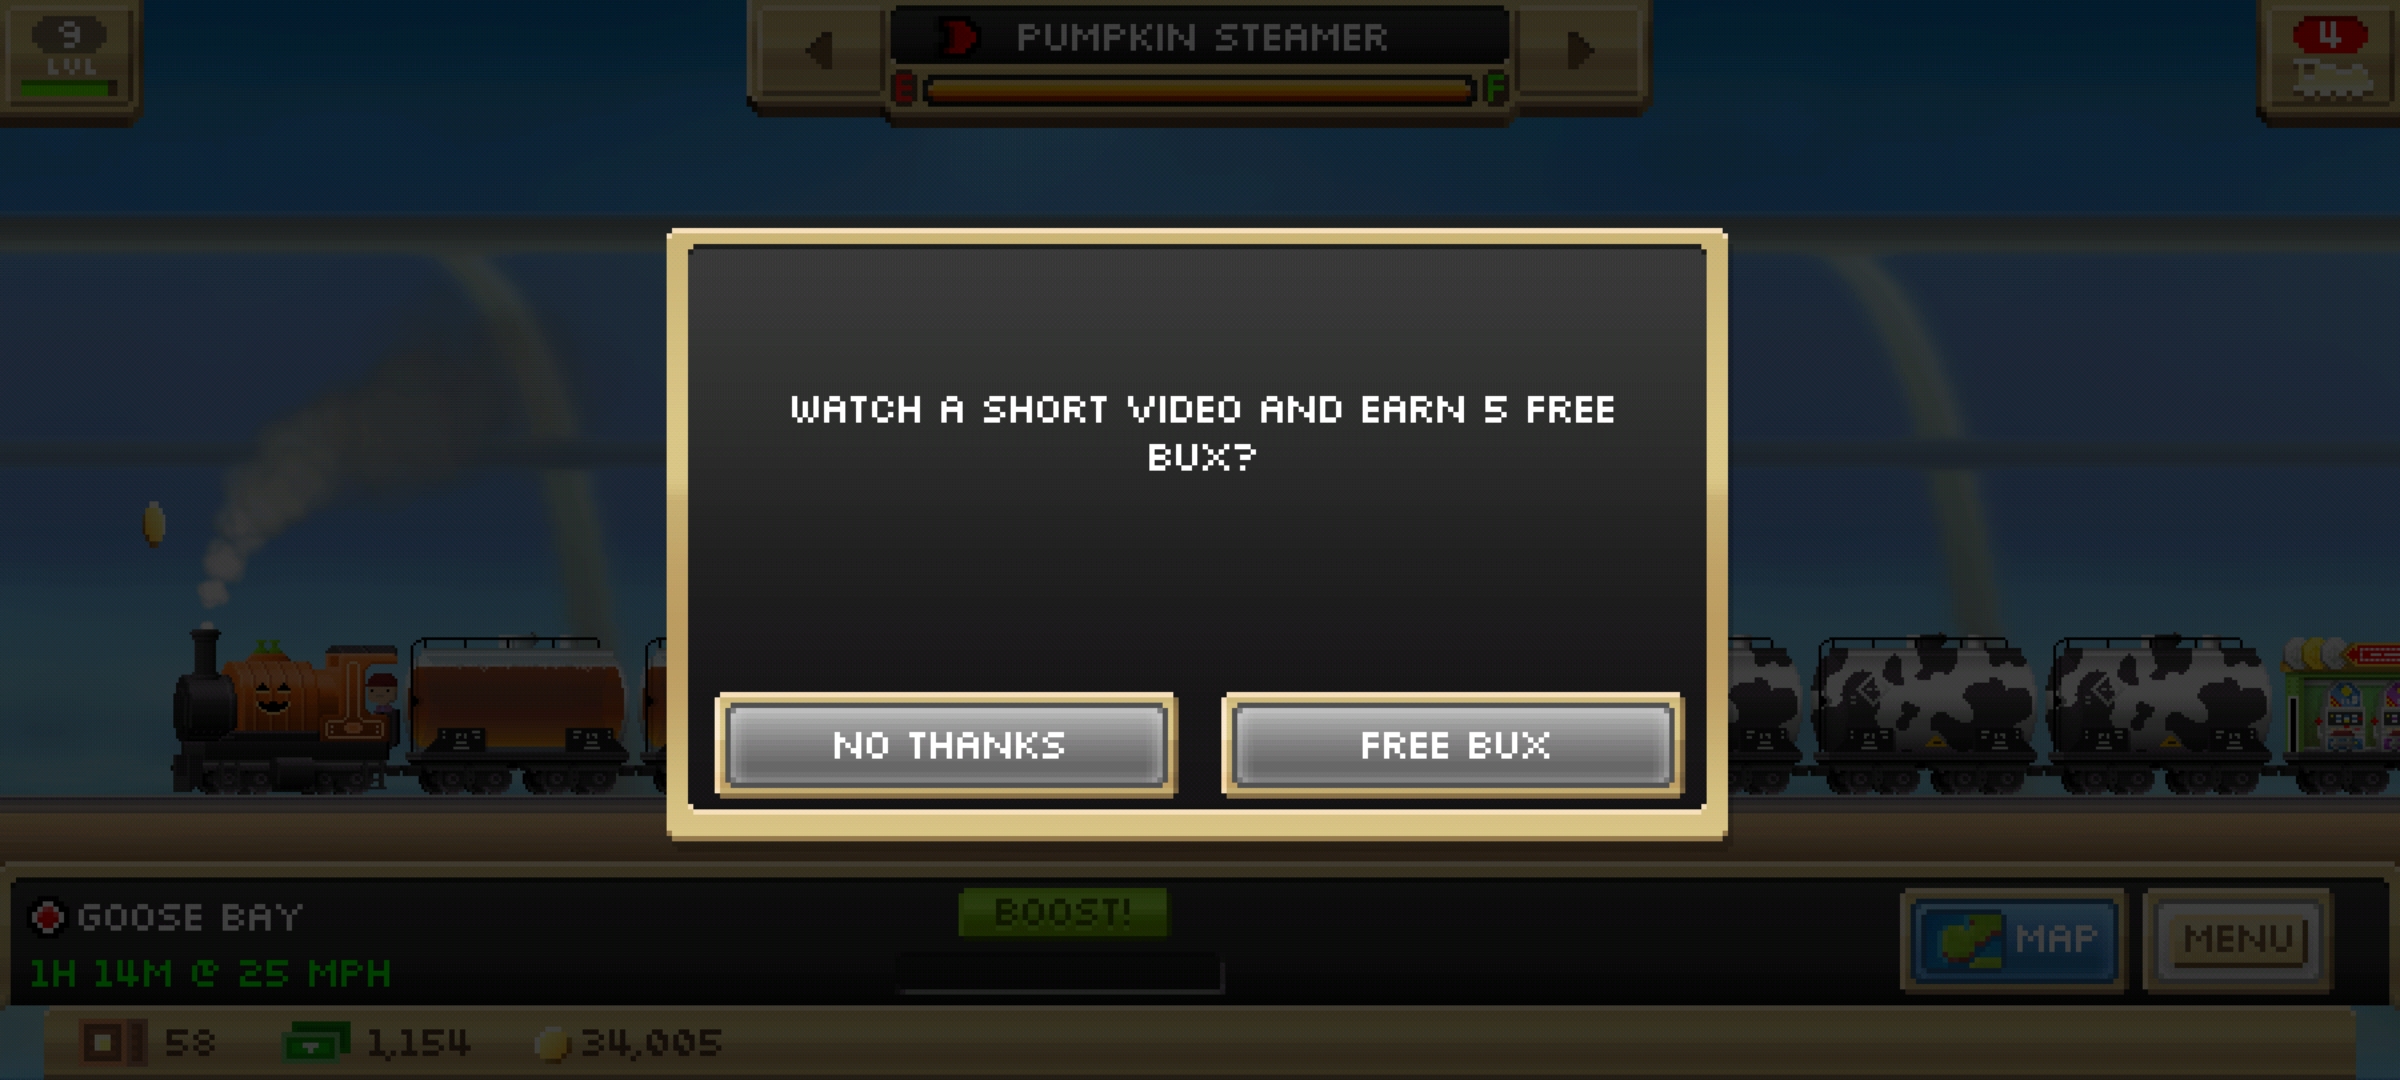 9
LVL
PUMPKIN STEAMER
E F
4
WATCH A SHORT VIDEO AND EARN 5 FREE
BUX?
NO THANKS
FREE BUX
GOOSE BAY
1H 14M @ 25 MPH
BOOST!
MAP
MENU
58
1,154
34,005